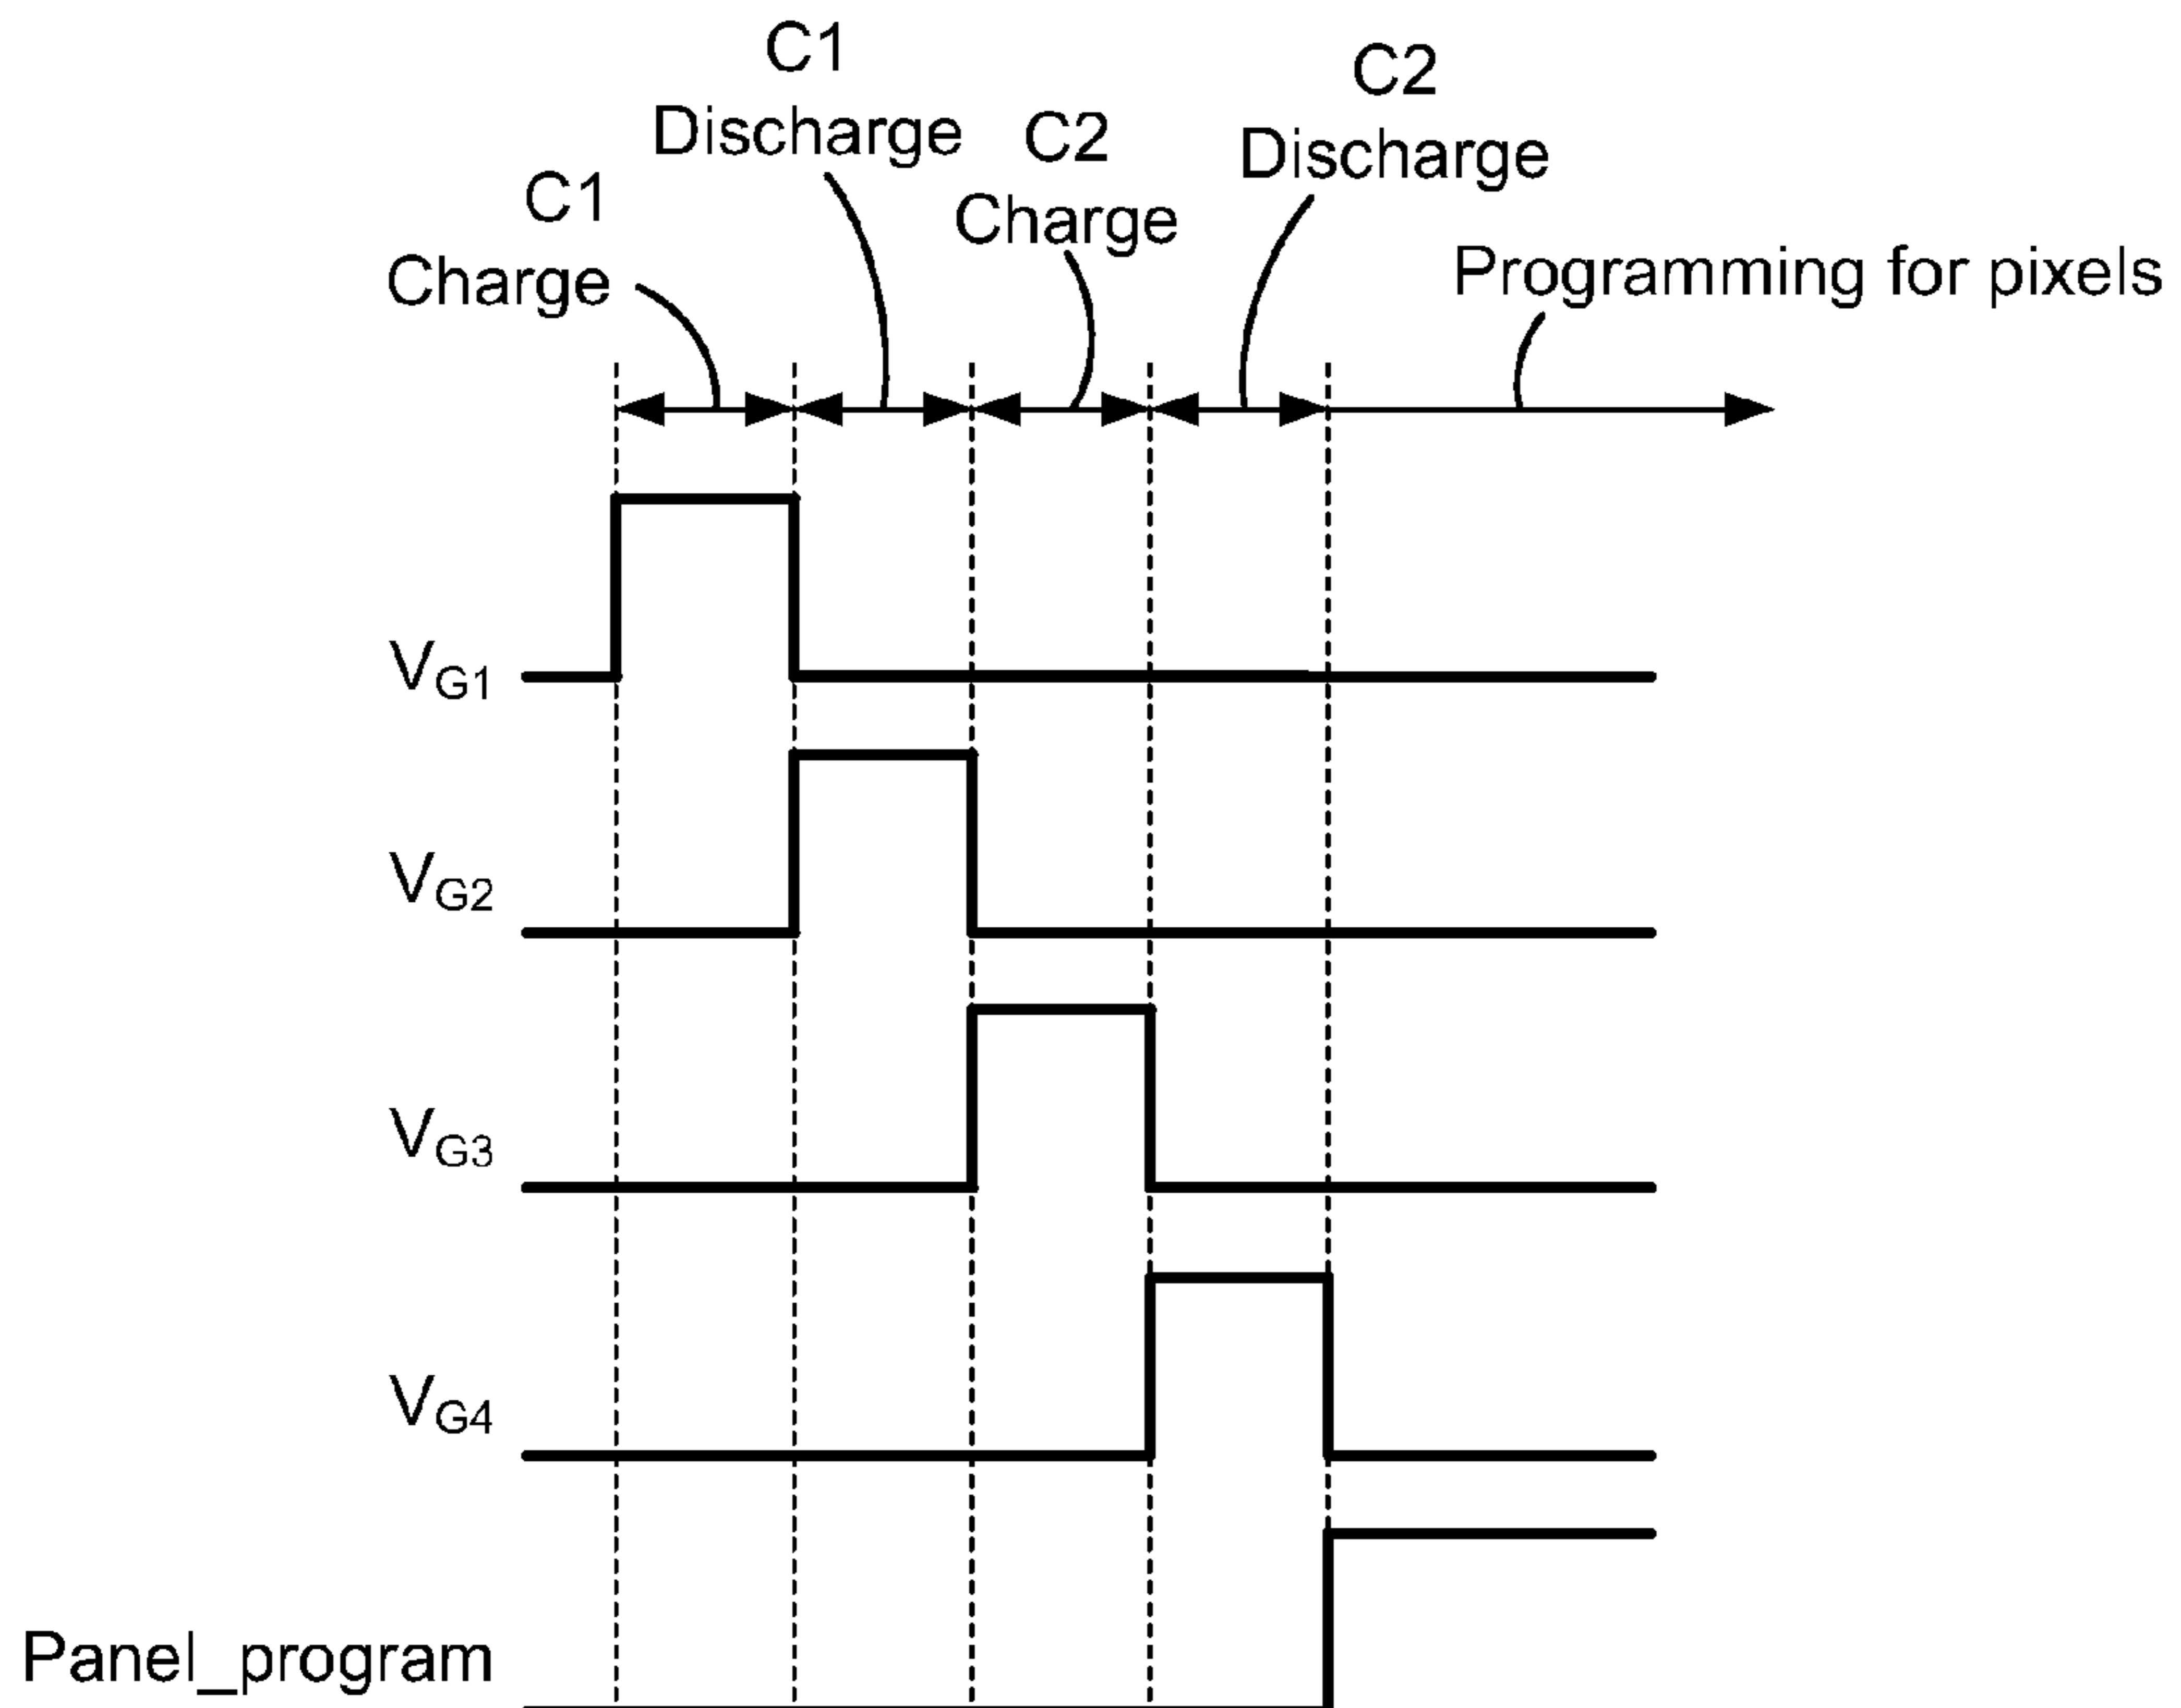 C1
Discharge
C2
Discharge
C2
Charge
C1
Charge
Programming for pixels
VG1
VG2
VG3
VG4
Panel_program